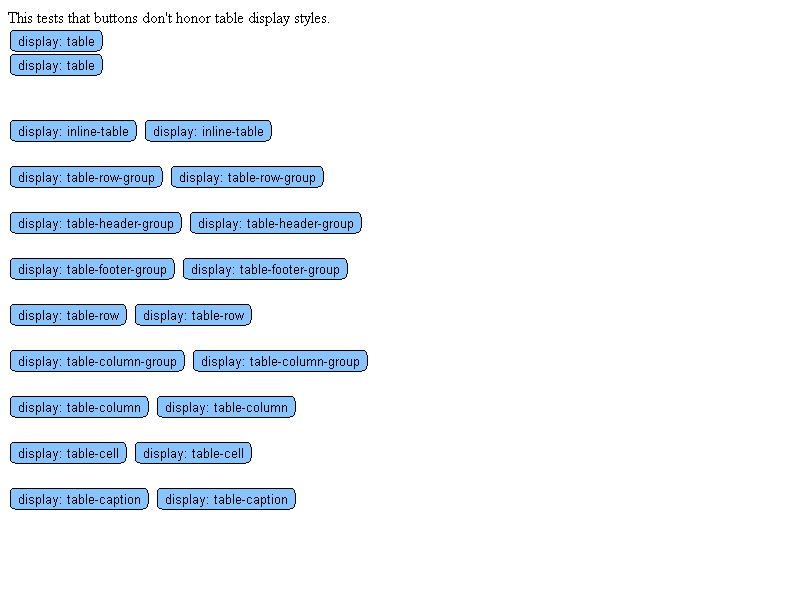 This tests that buttons don't honor table display styles.
display: table
display: table
display: inline-table display: inline-table
display: table-row-group display: table-row-group
display: table-header-group display: table-header-group
display: table-footer-group display: table-footer-group
display: table-row display: table-row
display: table-column-group display: table-column-group
display: table-column display: table-column
display: table-cell display: table-cell
display: table-caption display: table-caption